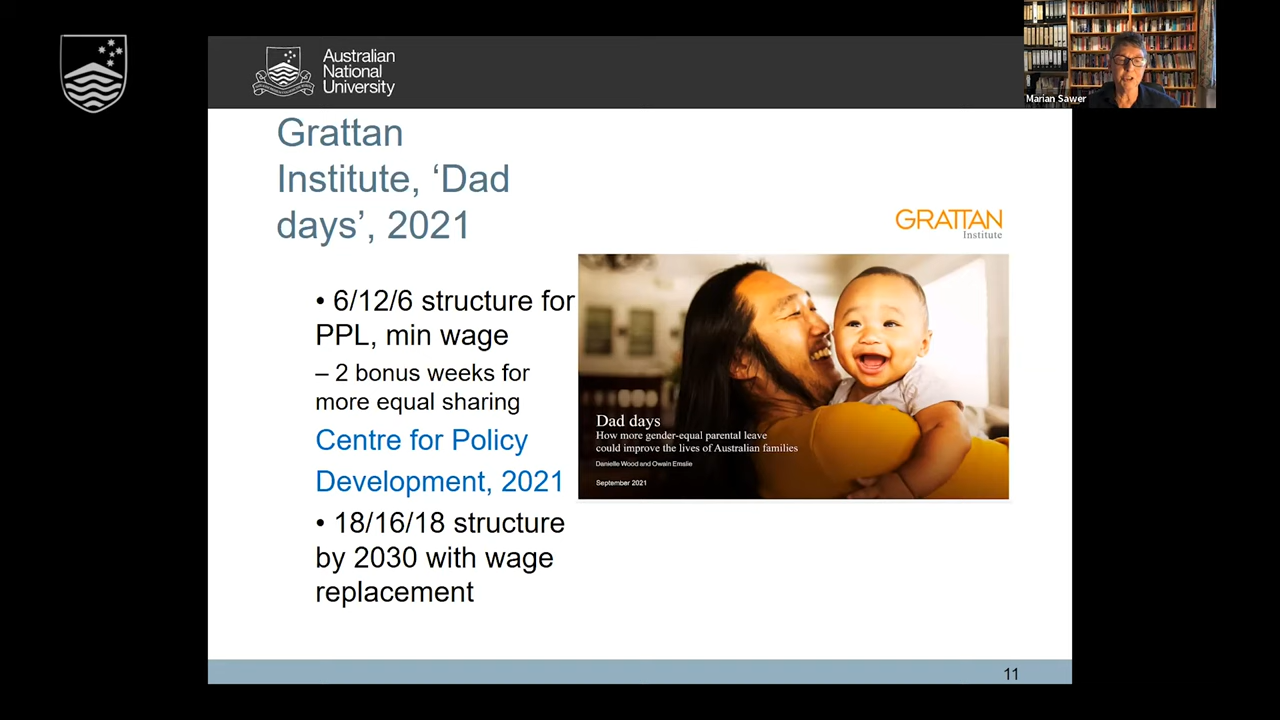 Australian
National
University
Marian Sawer
Grattan
Institute, ‘Dad
days’, 2021
GRATTAN
Institute
• 6/12/6 structure for
PPL, min wage
– 2 bonus weeks for
more equal sharing
Centre for Policy
Development, 2021
• 18/16/18 structure
by 2030 with wage
replacement
Dad days
How more gender-equal parental leave
could improve the lives of Australian families
Danielle Wood and Owain Emslie
September 2021
11